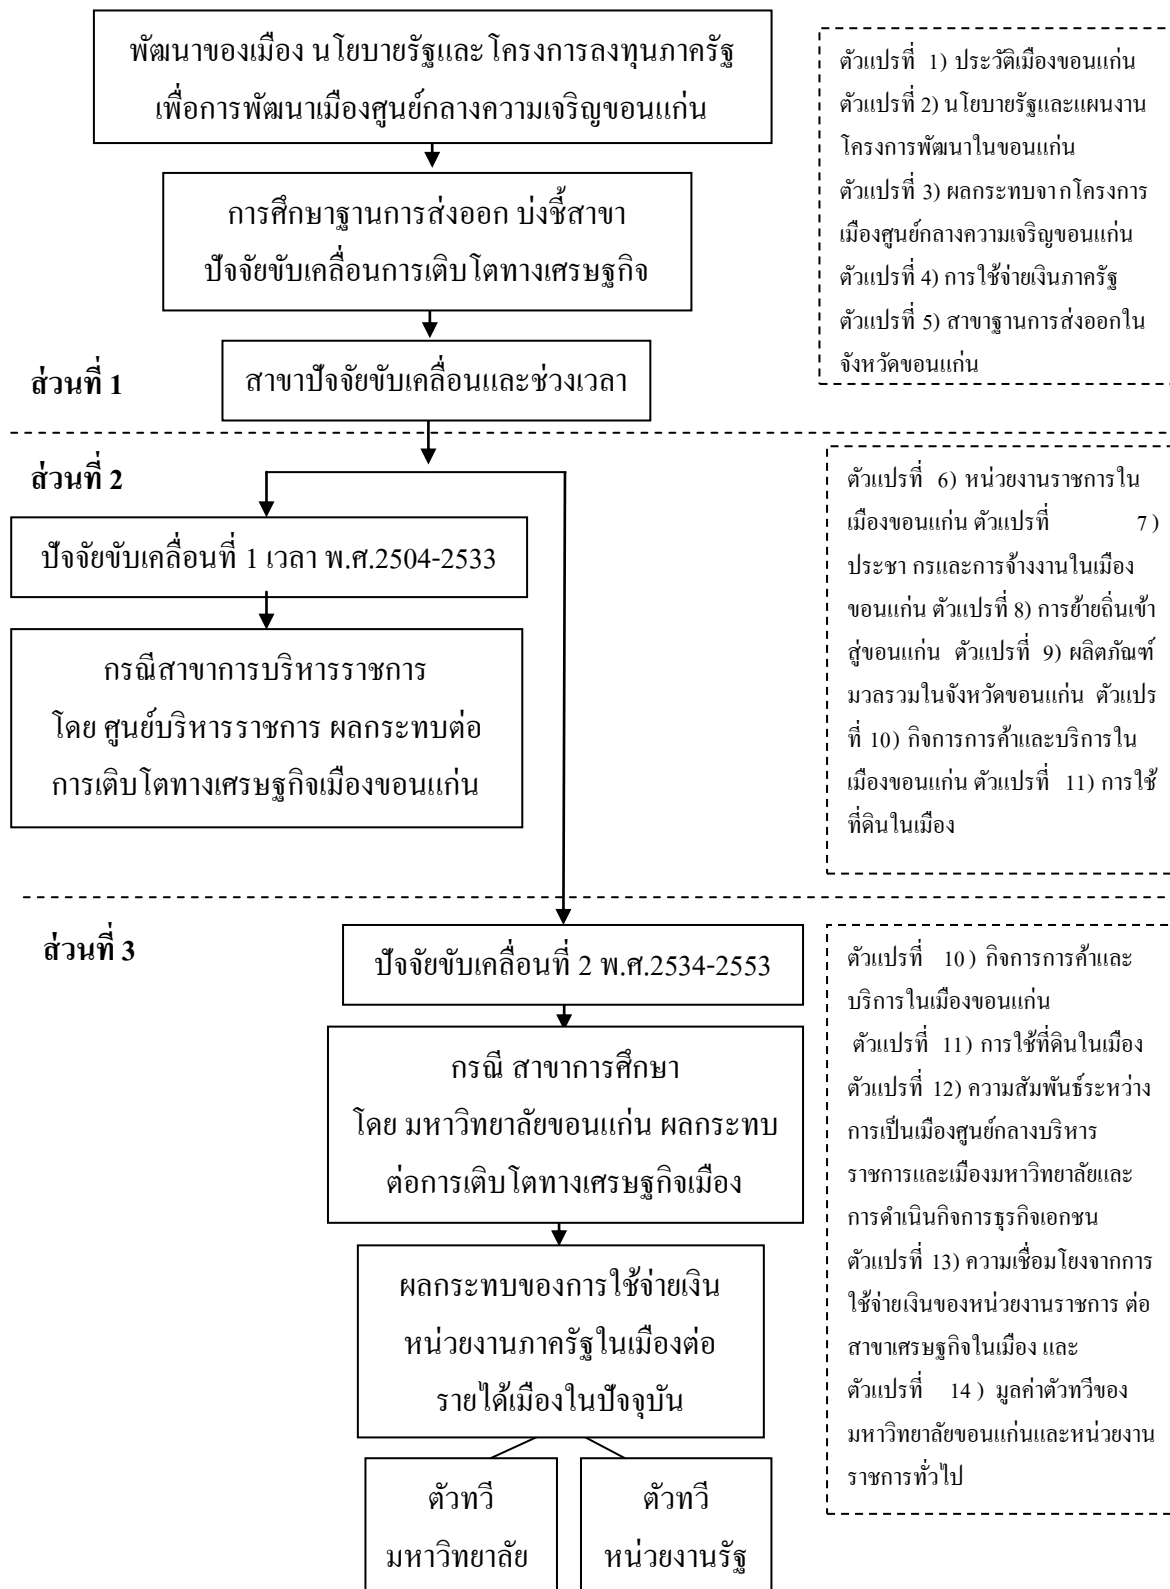 พัฒนาของเมือง นโยบายรัฐและโครงการลงทุนภาครัฐ
เพื่อการพัฒนาเมืองศูนย์กลางความเจริญขอนแก่น
การศึกษาฐานการส่งออก บ่งชี้สาขา
ปัจจัยขับเคลื่อนการเติบโตทางเศรษฐกิจ
สาขาปัจจัยขับเคลื่อนและช่วงเวลา
ส่วนที่ 1
ตัวแปรที่ 1) ประวัติเมืองขอนแก่น
ตัวแปรที่ 2) นโยบายรัฐและแผนงาน
โครงการพัฒนาในขอนแก่น
ตัวแปรที่ 3) ผลกระทบจากโครงการ
เมืองศูนย์กลางความเจริญขอนแก่น
ตัวแปรที่ 4) การใช้จ่ายเงินภาครัฐ
ตัวแปรที่ 5) สาขาฐานการส่งออกใน
จังหวัดขอนแก่น
ส่วนที่ 2
ปัจจัยขับเคลื่อนที่ 1 เวลา พ.ศ.2504-2533
กรณีสาขาการบริหารราชการ
โดย ศูนย์บริหารราชการ ผลกระทบต่อ
การเติบโตทางเศรษฐกิจเมืองขอนแก่น
ตัวแปรที่ 6) หน่วยงานราชการใน
เมืองขอนแก่น ตัวแปรที่ 7)
ประชา กรและการจ้างงานในเมือง
ขอนแก่น ตัวแปรที่ 8) การย้ายถิ่นเข้า
สู่ขอนแก่น ตัวแปรที่ 9) ผลิตภัณฑ์
มวลรวมในจังหวัดขอนแก่น ตัวแปร
ที่ 10) กิจการการค้าและบริการใน
เมืองขอนแก่น ตัวแปรที่ 11) การใช้
ที่ดินในเมือง
ส่วนที่ 3
ปัจจัยขับเคลื่อนที่ 2 พ.ศ.2534-2553
กรณี สาขาการศึกษา
โดย มหาวิทยาลัยขอนแก่น ผลกระทบ
ต่อการเติบโตทางเศรษฐกิจเมือง
ผลกระทบของการใช้จ่ายเงิน
หน่วยงานภาครัฐในเมืองต่อ
รายได้เมืองในปัจจุบัน
ตัวทวี
มหาวิทยาลัย
ตัวทวี
หน่วยงานรัฐ
ตัวแปรที่ 10 ) กิจการการค้าและ
บริการในเมืองขอนแก่น
ตัวแปรที่ 11) การใช้ที่ดินในเมือง
ตัวแปรที่ 12) ความสัมพันธ์ระหว่าง
การเป็นเมืองศูนย์กลางบริหาร
ราชการและเมืองมหาวิทยาลัยและ
การดำเนินกิจการธุรกิจเอกชน
ตัวแปรที่ 13) ความเชื่อมโยงจากการ
ใช้จ่ายเงินของหน่วยงานราชการ ต่อ
สาขาเศรษฐกิจในเมือง และ
ตัวแปรที่ 14 ) มูลค่าตัวทวีของ
มหาวิทยาลัยขอนแก่นและหน่วยงาน
ราชการทั่วไป